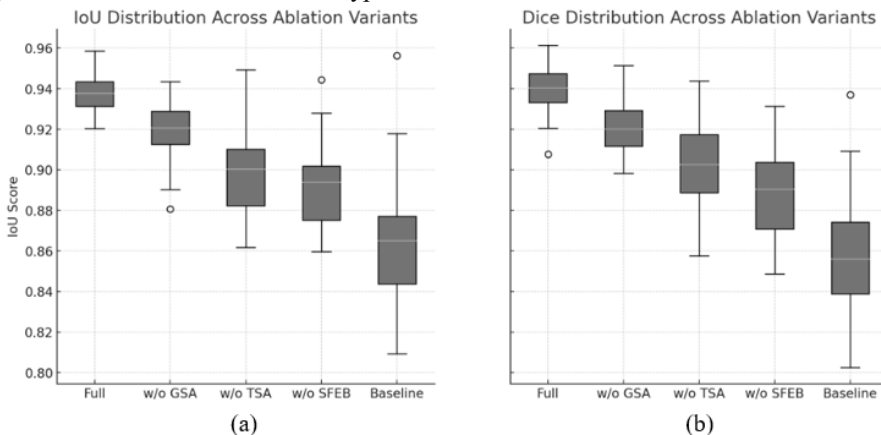 IoU Distribution Across Ablation Variants
IoU Score
0.96
0.94
0.92
0.90
0.88
0.86
0.84
0.82
0.80
Full w/o GSA w/o TSA w/o SFEB Baseline
(a)
Dice Distribution Across Ablation Variants
Full w/o GSA w/o TSA w/o SFEB Baseline
(b)